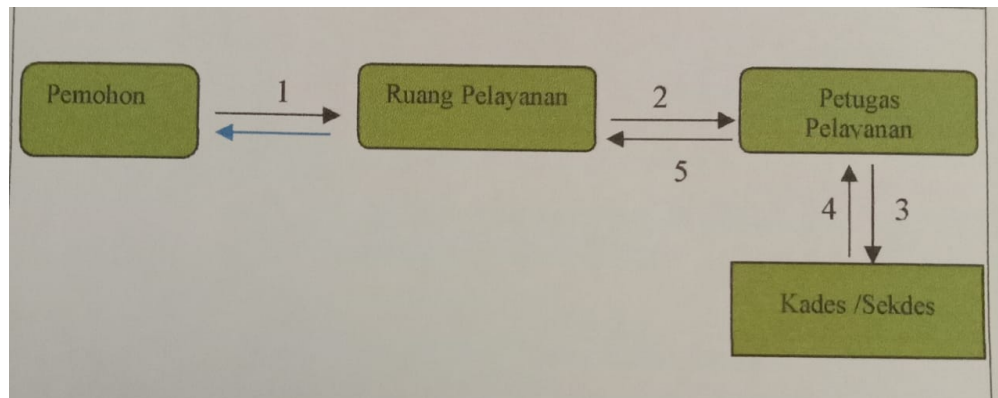 Pemohon
1
Ruang Pelayanan
2
Petugas
Pelayanan
5
4
3
Kades /Sekdes